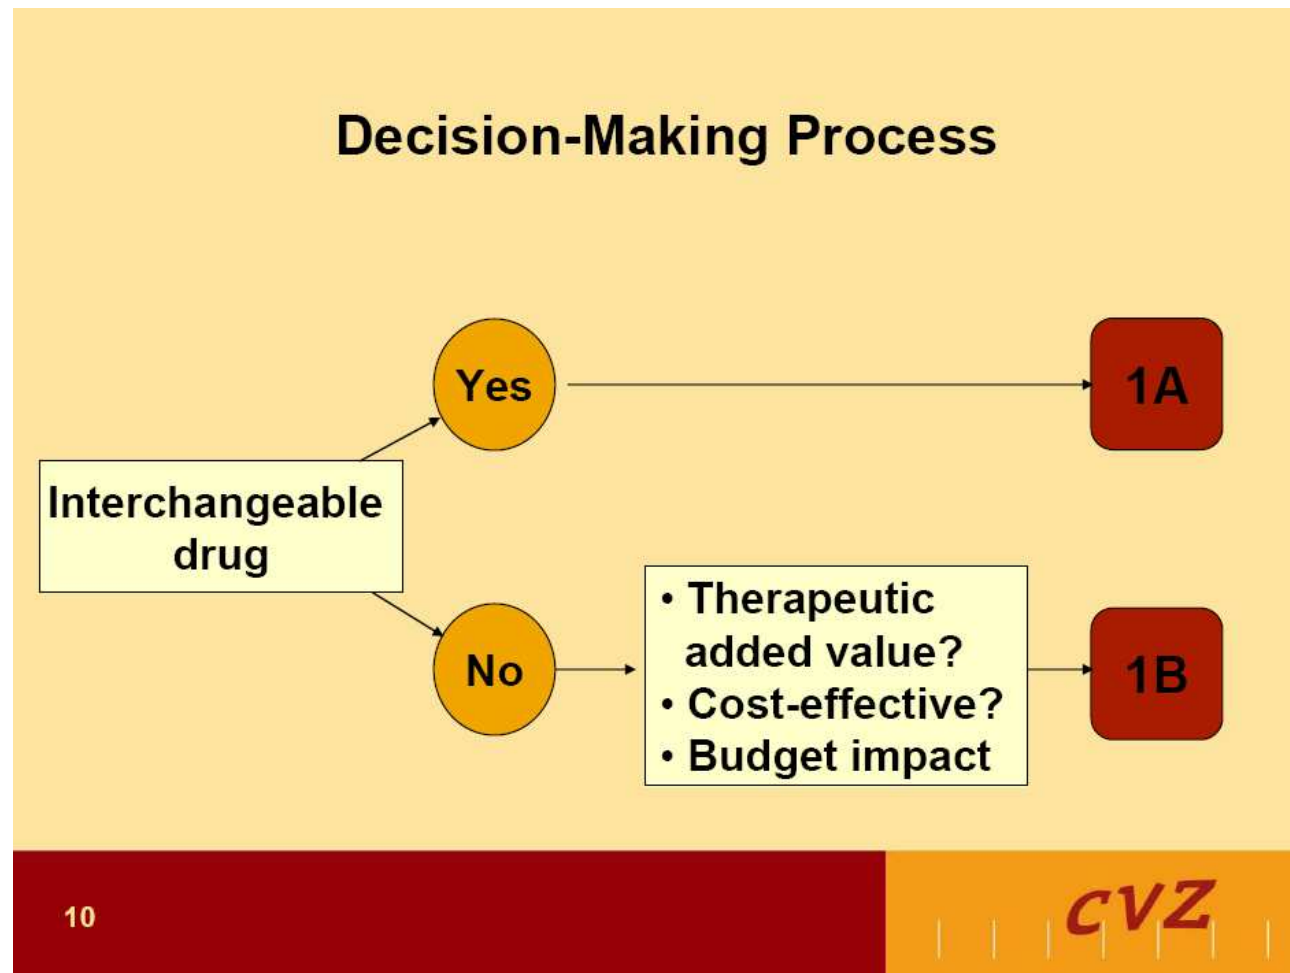 Decision-Making Process
Yes
1A
Interchangeable
drug
No
• Therapeutic
added value?
• Cost-effective?
• Budget impact
1B
10
CVZ